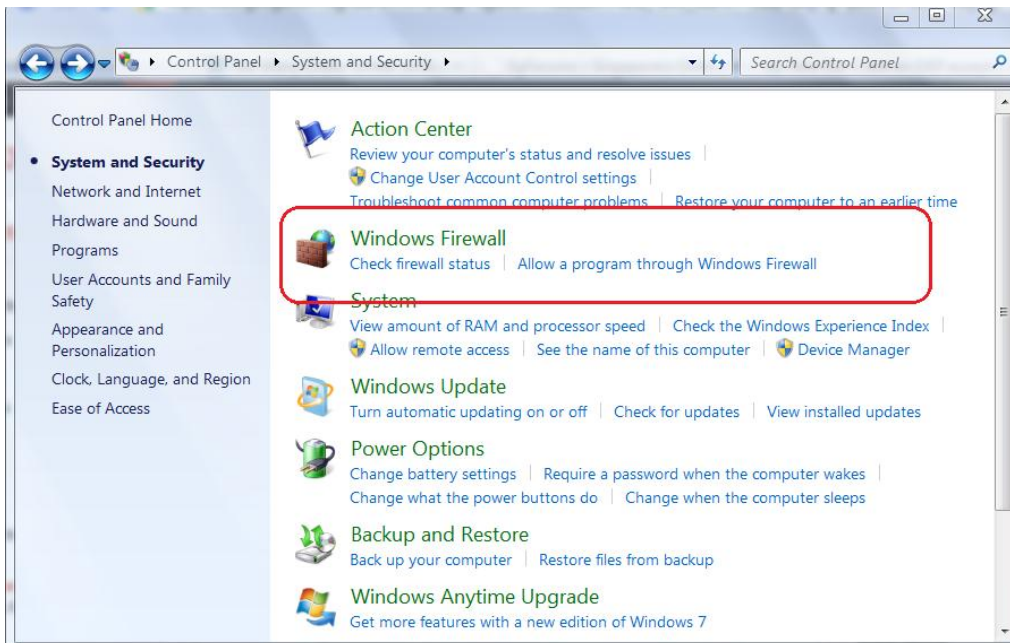 Control Panel System and Security
Search Control Panel
Control Panel Home
System and Security
Network and Internet
Hardware and Sound
Programs
User Accounts and Family
Safety
Appearance and
Personalization
Clock, Language, and Region
Ease of Access
Action Center
Review your computer's status and resolve issues
Change User Account Control settings
Troubleshoot common computer problems Restore your computer to an earlier time
Windows Firewall
Check firewall status Allow a program through Windows Firewall
System
View amount of RAM and processor speed Check the Windows Experience Index
Allow remote access See the name of this computer Device Manager
Windows Update
Turn automatic updating on or off Check for updates View installed updates
Power Options
Change battery settings Require a password when the computer wakes
Change what the power buttons do Change when the computer sleeps
Backup and Restore
Back up your computer Restore files from backup
Windows Anytime Upgrade
Get more features with a new edition of Windows 7